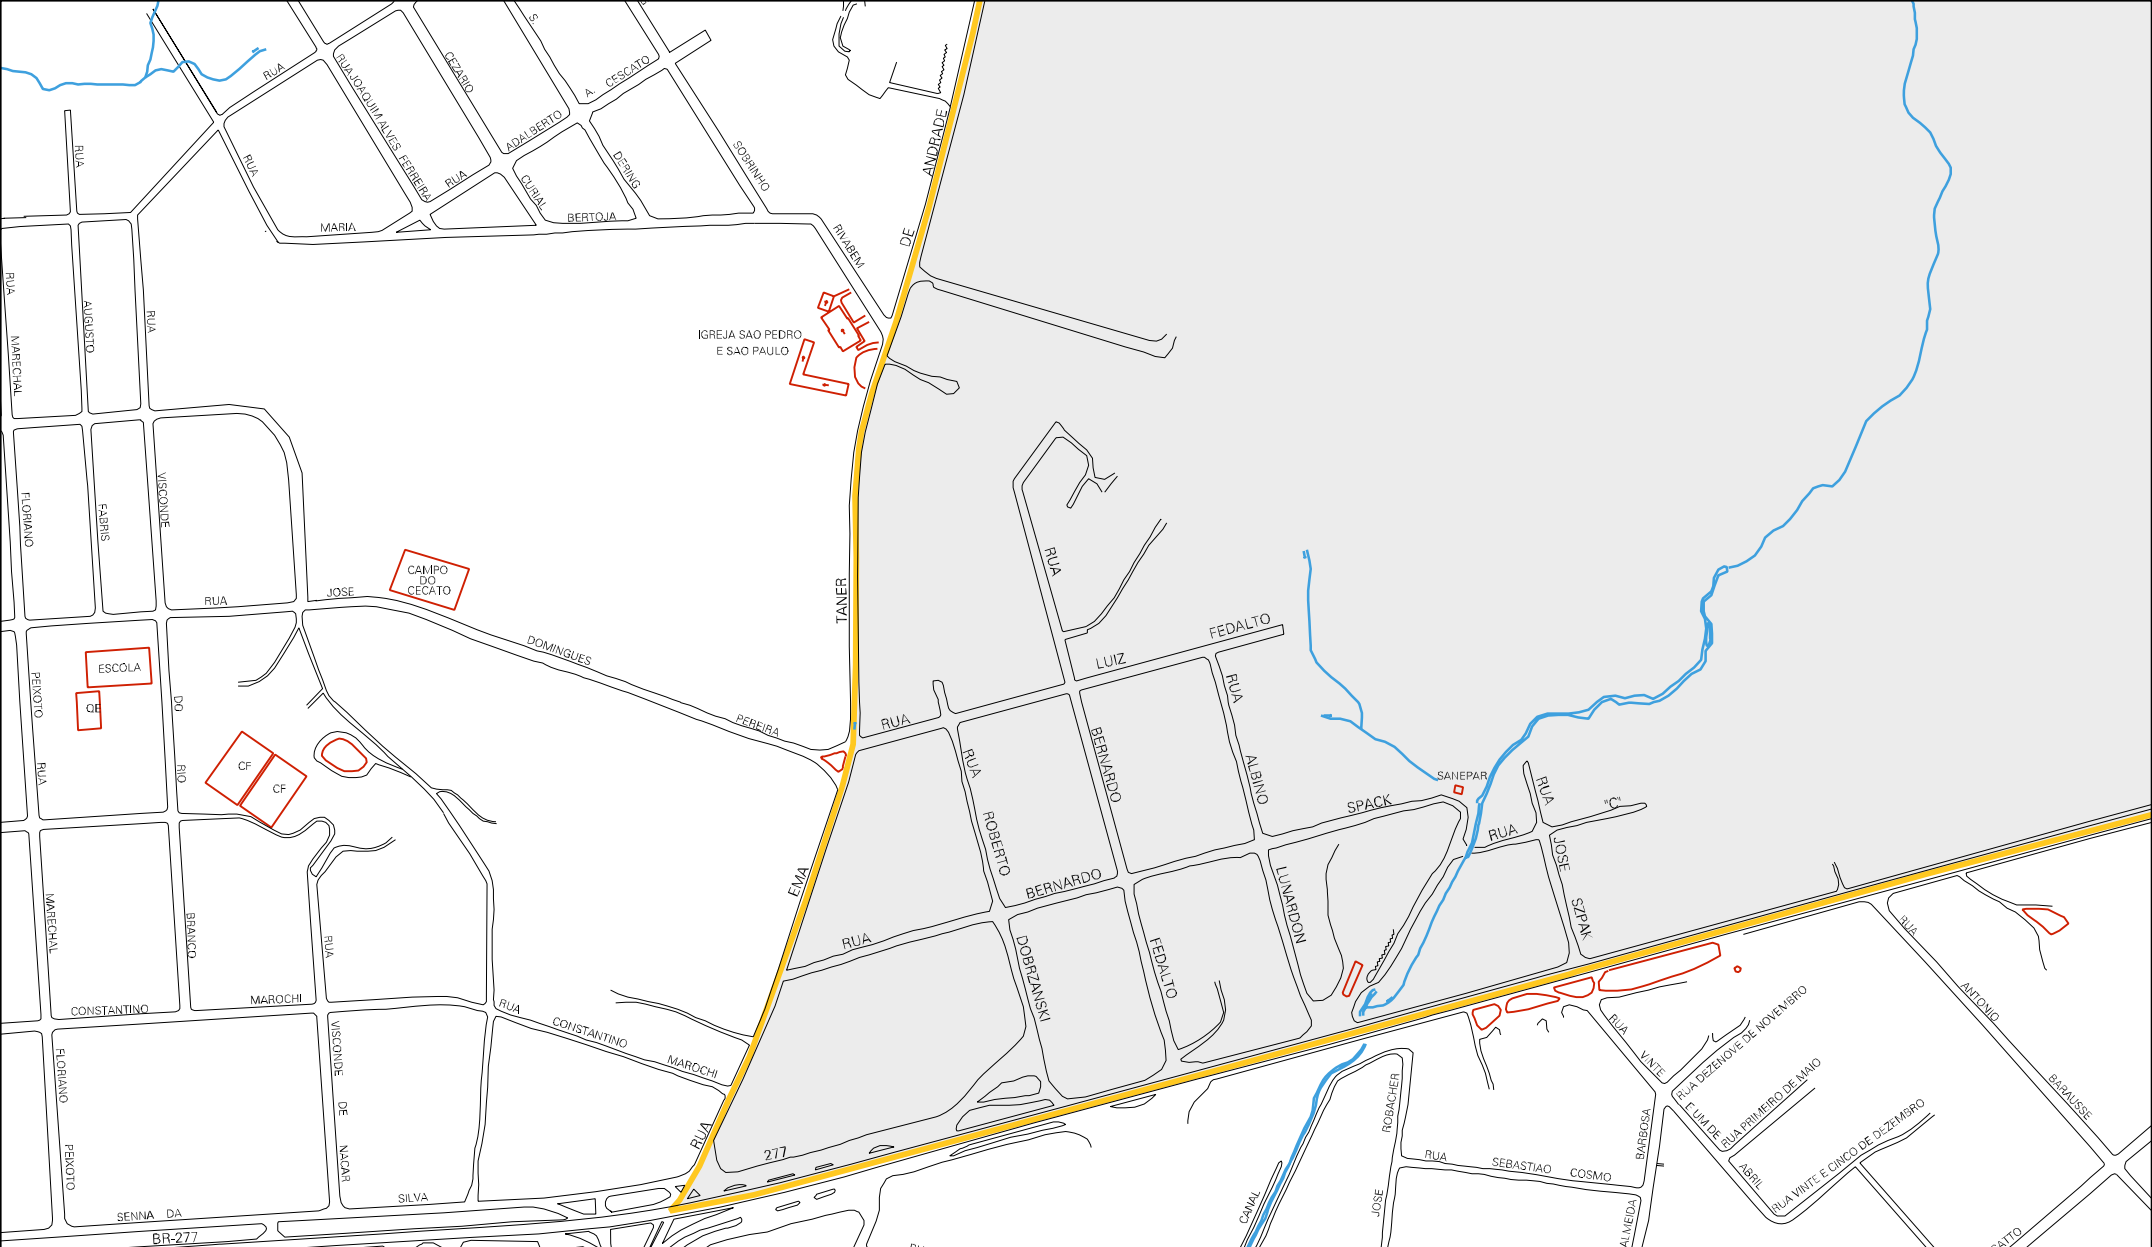 S.
RUA
RUA JOAQUIM ALVES FERREIRA
CEZARIO
A. CESCATO
ADALBERTO
RUA
RUA
RUA
CURIAL
DERING
SOBRINHO
ANDRADE
DE
MARIA
BERTOJA
RIVABEM
RUA
MARECHAL
AUGUSTO
RUA
IGREJA SAO PEDRO
E SAO PAULO
FLORIANO
FABRIS
VISCONDE
CAMPO
DO
CECATO
RUA
JOSE
DOMINGUES
PEREIRA
TANER
RUA
LUIZ
FEDALTO
ESCOLA
QE
PEIXOTO
DO
RUA
RIO
CF
CF
RUA
RUA
BERNARDO
RUA
ALBINO
SANEPAR
SPACK
RUA
RUA
"C"
JOSE
SZPAK
ROBERTO
BERNARDO
RUA
EMA
LUNARDON
FEDALTO
DOBRZANSKI
MARECHAL
BRANCO
RUA
CONSTANTINO
MAROCHI
RUA
CONSTANTINO
MAROCHI
FLORIANO
PEIXOTO
VISCONDE
DE
NACAR
RUA
277
SILVA
SENNA DA
BR-277
CANAL
ROBACHER
JOSE
RUA
SEBASTIAO
COSMO
BARBOSA
ALMEIDA
RUA
VINTE
E UM DE
ABRIL
RUA DEZENOVE DE NOVEMBRO
RUA PRIMEIRO DE MAIO
RUA VINTE E CINCO DE DEZEMBRO
RUA
ANTONIO
BARAUSSE
ATTO